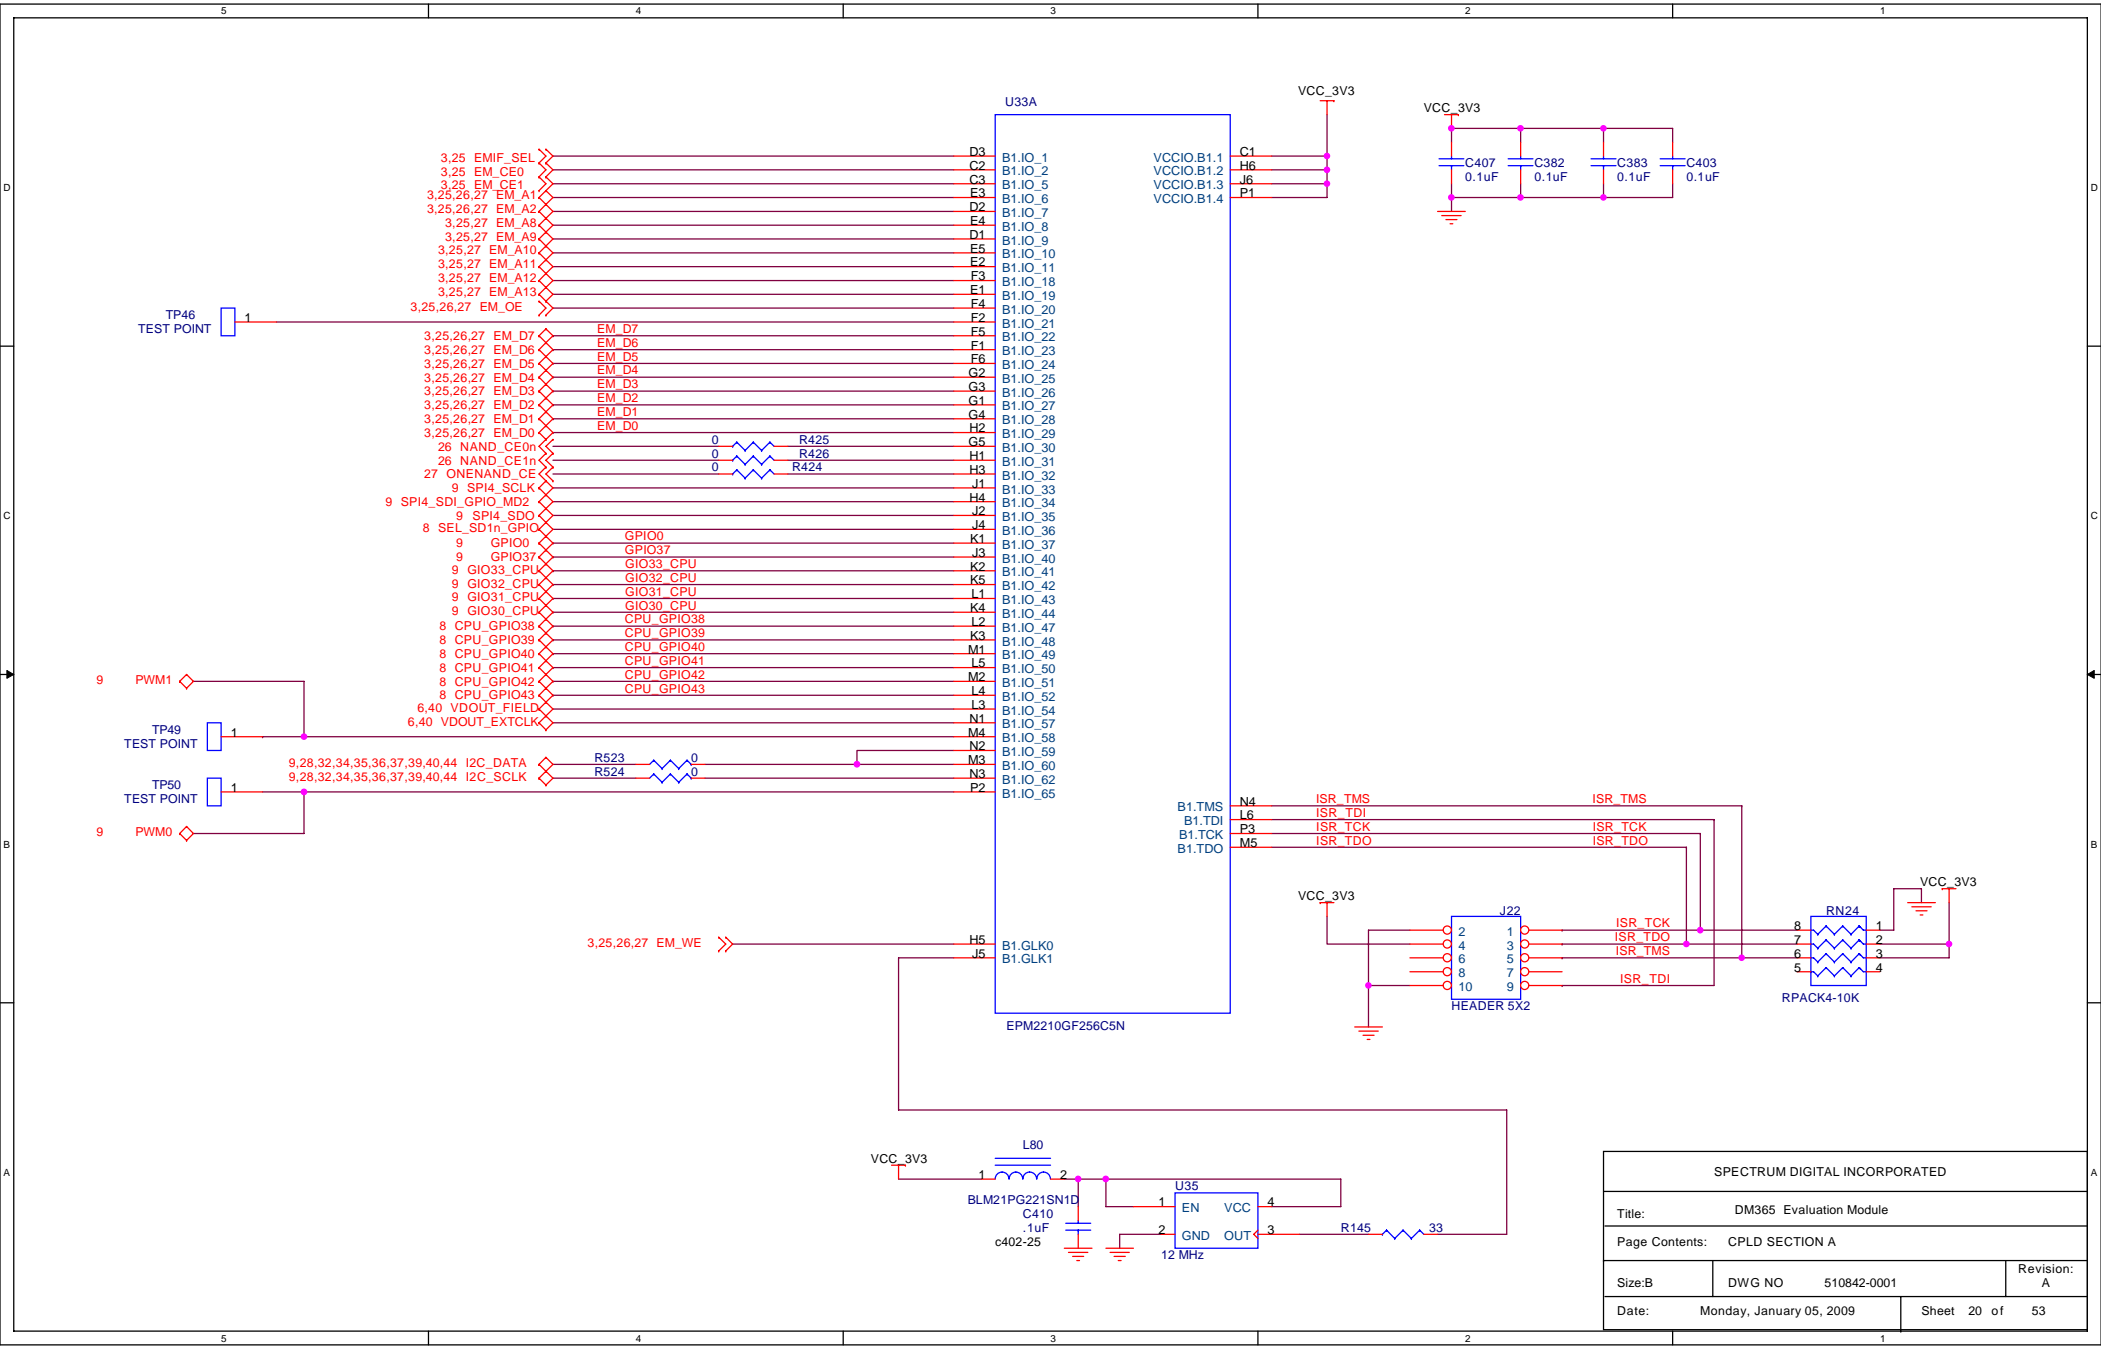 5 4 3 2 1
D
C
B
A
D
C
B
A
U33A
EPM2210GF256C5N
3,25 EMIF_SEL D3 B1.IO_1
3,25 EM_CE0 C2 B1.IO_2
3,25 EM_CE1 C3 B1.IO_5
3,25,26,27 EM_A1 E3 B1.IO_6
3,25,26,27 EM_A2 D2 B1.IO_7
3,25,27 EM_A8 E4 B1.IO_8
3,25,27 EM_A9 D1 B1.IO_9
3,25,27 EM_A10 E5 B1.IO_10
3,25,27 EM_A11 E2 B1.IO_11
3,25,27 EM_A12 F3 B1.IO_18
3,25,27 EM_A13 E1 B1.IO_19
3,25,26,27 EM_OE F4 B1.IO_20
TP46
TEST POINT
1 F2 B1.IO_21
3,25,26,27 EM_D7 EM_D7 F5 B1.IO_22
3,25,26,27 EM_D6 EM_D6 F1 B1.IO_23
3,25,26,27 EM_D5 EM_D5 F6 B1.IO_24
3,25,26,27 EM_D4 EM_D4 G2 B1.IO_25
3,25,26,27 EM_D3 EM_D3 G3 B1.IO_26
3,25,26,27 EM_D2 EM_D2 G1 B1.IO_27
3,25,26,27 EM_D1 EM_D1 G4 B1.IO_28
3,25,26,27 EM_D0 EM_D0 H2 B1.IO_29
26 NAND_CE0n 0 R425 G5 B1.IO_30
26 NAND_CE1n 0 R426 H1 B1.IO_31
27 ONENAND_CE 0 R424 H3 B1.IO_32
9 SPI4_SCLK J1 B1.IO_33
9 SPI4_SDI_GPIO_MD2 H4 B1.IO_34
9 SPI4_SDO J2 B1.IO_35
8 SEL_SD1n_GPIO J4 B1.IO_36
9 GPIO0 GPIO0 K1 B1.IO_37
9 GPIO37 GPIO37 J3 B1.IO_40
9 GIO33_CPU GIO33_CPU K2 B1.IO_41
9 GIO32_CPU GIO32_CPU K5 B1.IO_42
9 GIO31_CPU GIO31_CPU L1 B1.IO_43
9 GIO30_CPU GIO30_CPU K4 B1.IO_44
8 CPU_GPIO38 CPU_GPIO38 L2 B1.IO_47
8 CPU_GPIO39 CPU_GPIO39 K3 B1.IO_48
8 CPU_GPIO40 CPU_GPIO40 M1 B1.IO_49
8 CPU_GPIO41 CPU_GPIO41 L5 B1.IO_50
8 CPU_GPIO42 CPU_GPIO42 M2 B1.IO_51
8 CPU_GPIO43 CPU_GPIO43 L4 B1.IO_52
6,40 VDOUT_FIELD L3 B1.IO_54
6,40 VDOUT_EXTCLK N1 B1.IO_57
9 PWM1
TP49
TEST POINT
1 M4 B1.IO_58
N2 B1.IO_59
9,28,32,34,35,36,37,39,40,44 I2C_DATA R523 0 M3 B1.IO_60
9,28,32,34,35,36,37,39,40,44 I2C_SCLK R524 0 N3 B1.IO_62
TP50
TEST POINT
1 P2 B1.IO_65
9 PWM0
3,25,26,27 EM_WE H5 B1.GLK0
J5 B1.GLK1
VCC_3V3
VCCIO.B1.1 C1
VCCIO.B1.2 H6
VCCIO.B1.3 J6
VCCIO.B1.4 P1
VCC_3V3
C407 C382 C383 C403
0.1uF 0.1uF 0.1uF 0.1uF
B1.TMS N4 ISR_TMS ISR_TMS
B1.TDI L6 ISR_TDI
B1.TCK P3 ISR_TCK ISR_TCK
B1.TDO M5 ISR_TDO ISR_TDO
VCC_3V3
J22
2 1 ISR_TCK
4 3 ISR_TDO
6 5 ISR_TMS
8 7
10 9 ISR_TDI
HEADER 5X2
VCC_3V3
RN24
8 1
7 2
6 3
5 4
RPACK4-10K
VCC_3V3
L80
1 2
BLM21PG221SN1D
C410
.1uF
c402-25
U35
1 EN VCC 4
2 GND OUT 3
12 MHz
R145 33
SPECTRUM DIGITAL INCORPORATED
Title: DM365 Evaluation Module
Page Contents: CPLD SECTION A
Size:B DWG NO 510842-0001 Revision: A
Date: Monday, January 05, 2009 Sheet 20 of 53
5 4 3 2 1